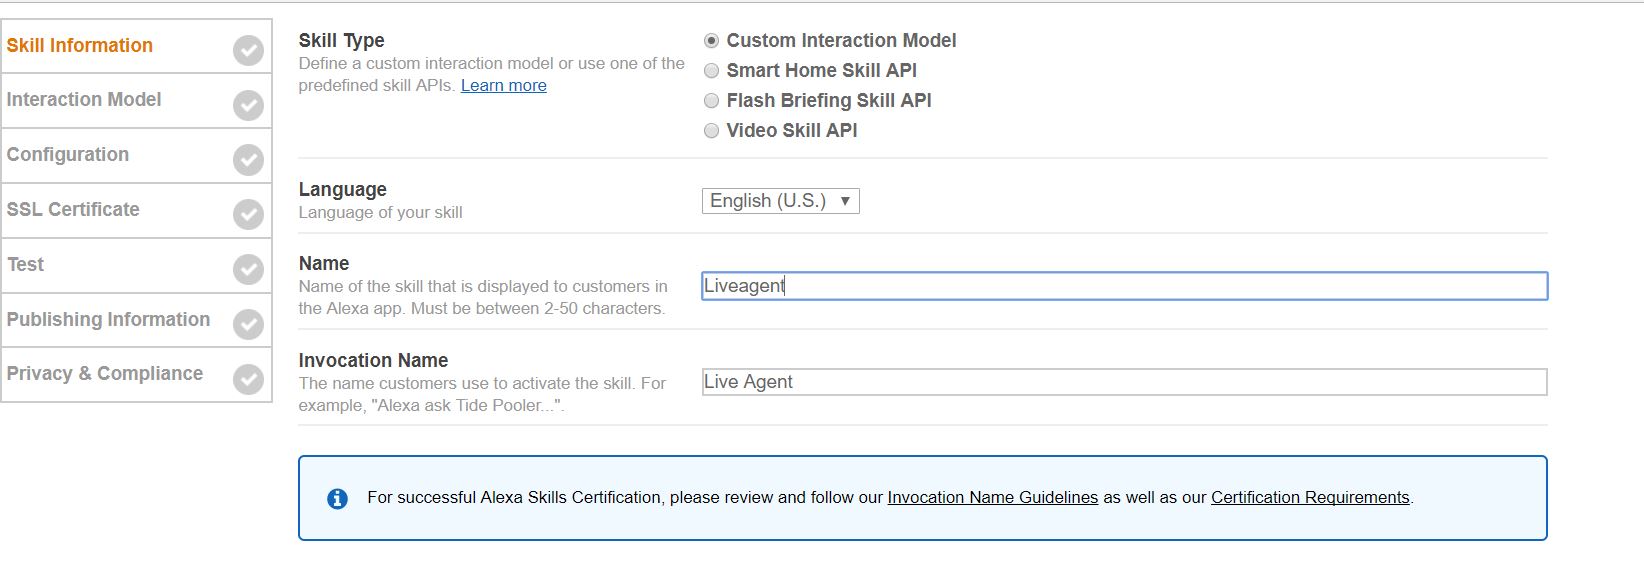 Skill Information
Interaction Model
Configuration
SSL Certificate
Test
Publishing Information
Privacy & Compliance
Skill Type
Define a custom interaction model or use one of the
predefined skill APIs. Learn more
Custom Interaction Model
Smart Home Skill API
Flash Briefing Skill API
Video Skill API
Language
Language of your skill
English (U.S.)
Name
Name of the skill that is displayed to customers in
the Alexa app. Must be between 2-50 characters.
Liveagent
Invocation Name
The name customers use to activate the skill. For
example, "Alexa ask Tide Pooler...".
Live Agent
For successful Alexa Skills Certification, please review and follow our Invocation Name Guidelines as well as our Certification Requirements.